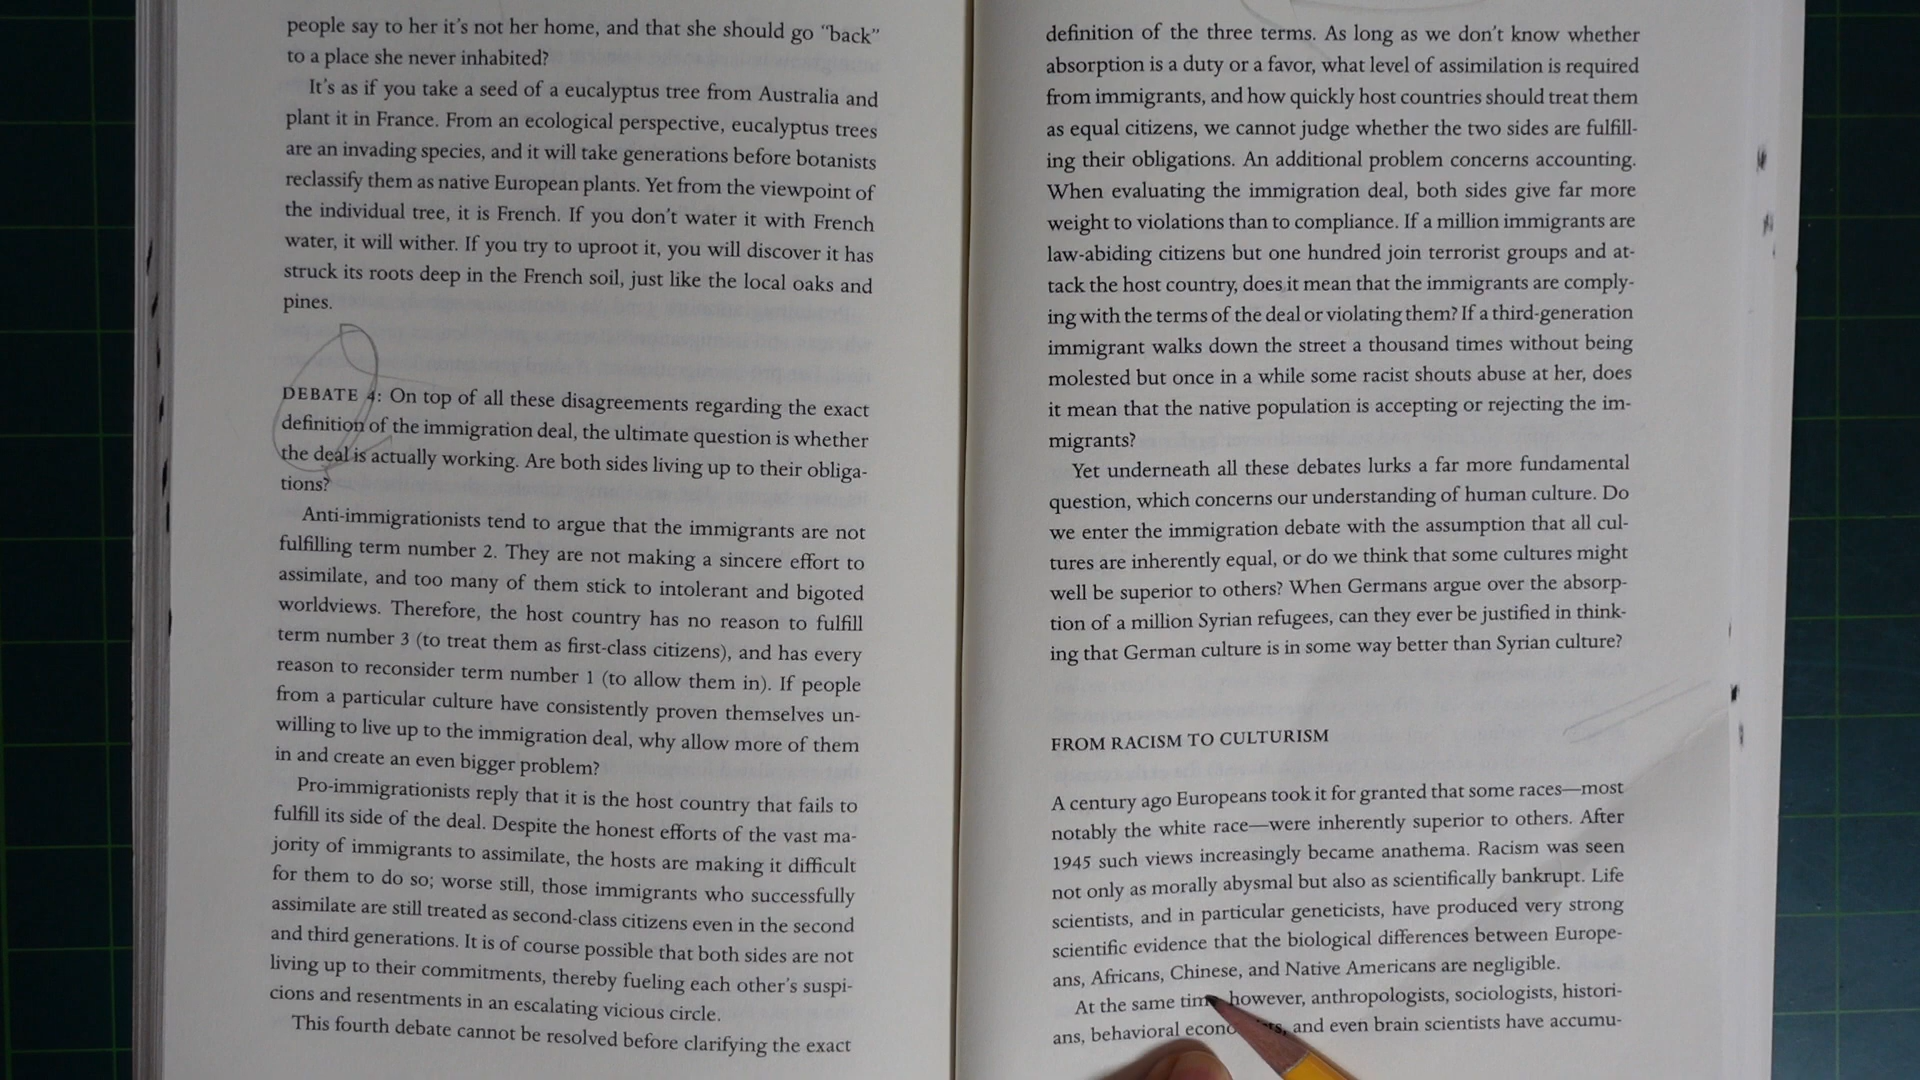 people say to her it's not her home, and that she should go "back"
to a place she never inhabited?
It's as if you take a seed of a eucalyptus tree from Australia and
plant it in France. From an ecological perspective, eucalyptus trees
are an invading species, and it will take generations before botanists
reclassify them as native European plants. Yet from the viewpoint of
the individual tree, it is French. If you don't water it with French
water, it will wither. If you try to uproot it, you will discover it has
struck its roots deep in the French soil, just like the local oaks and
pines.
DEBATE 4: On top of all these disagreements regarding the exact
definition of the immigration deal, the ultimate question is whether
the deal is actually working. Are both sides living up to their obliga-
tions?
Anti-immigrationists tend to argue that the immigrants are not
fulfilling term number 2. They are not making a sincere effort to
assimilate, and too many of them stick to intolerant and bigoted
worldviews. Therefore, the host country has no reason to fulfill
term number 3 (to treat them as first-class citizens), and has every
reason to reconsider term number 1 (to allow them in). If people
from a particular culture have consistently proven themselves un-
willing to live up to the immigration deal, why allow more of them
in and create an even bigger problem?
Pro-immigrationists reply that it is the host country that fails to
fulfill its side of the deal. Despite the honest efforts of the vast ma-
jority of immigrants to assimilate, the hosts are making it difficult
for them to do so; worse still, those immigrants who successfully
assimilate are still treated as second-class citizens even in the second
and third generations. It is of course possible that both sides are not
living up to their commitments, thereby fueling each other's suspi-
cions and resentments in an escalating vicious circle.
This fourth debate cannot be resolved before clarifying the exact
definition of the three terms. As long as we don't know whether
absorption is a duty or a favor, what level of assimilation is required
from immigrants, and how quickly host countries should treat them
as equal citizens, we cannot judge whether the two sides are fulfill-
ing their obligations. An additional problem concerns accounting.
When evaluating the immigration deal, both sides give far more
weight to violations than to compliance. If a million immigrants are
law-abiding citizens but one hundred join terrorist groups and at-
tack the host country, does it mean that the immigrants are comply-
ing with the terms of the deal or violating them? If a third-generation
immigrant walks down the street a thousand times without being
molested but once in a while some racist shouts abuse at her, does
it mean that the native population is accepting or rejecting the im-
migrants?
Yet underneath all these debates lurks a far more fundamental
question, which concerns our understanding of human culture. Do
we enter the immigration debate with the assumption that all cul-
tures are inherently equal, or do we think that some cultures might
well be superior to others? When Germans argue over the absorp-
tion of a million Syrian refugees, can they ever be justified in think-
ing that German culture is in some way better than Syrian culture?
FROM RACISM TO CULTURISM
A century ago Europeans took it for granted that some races—most
notably the white race—were inherently superior to others. After
1945 such views increasingly became anathema. Racism was seen
not only as morally abysmal but also as scientifically bankrupt. Life
scientists, and in particular geneticists, have produced very strong
scientific evidence that the biological differences between Europe-
ans, Africans, Chinese, and Native Americans are negligible.
At the same time, however, anthropologists, sociologists, histori-
ans, behavioral and even brain scientists have accumu-